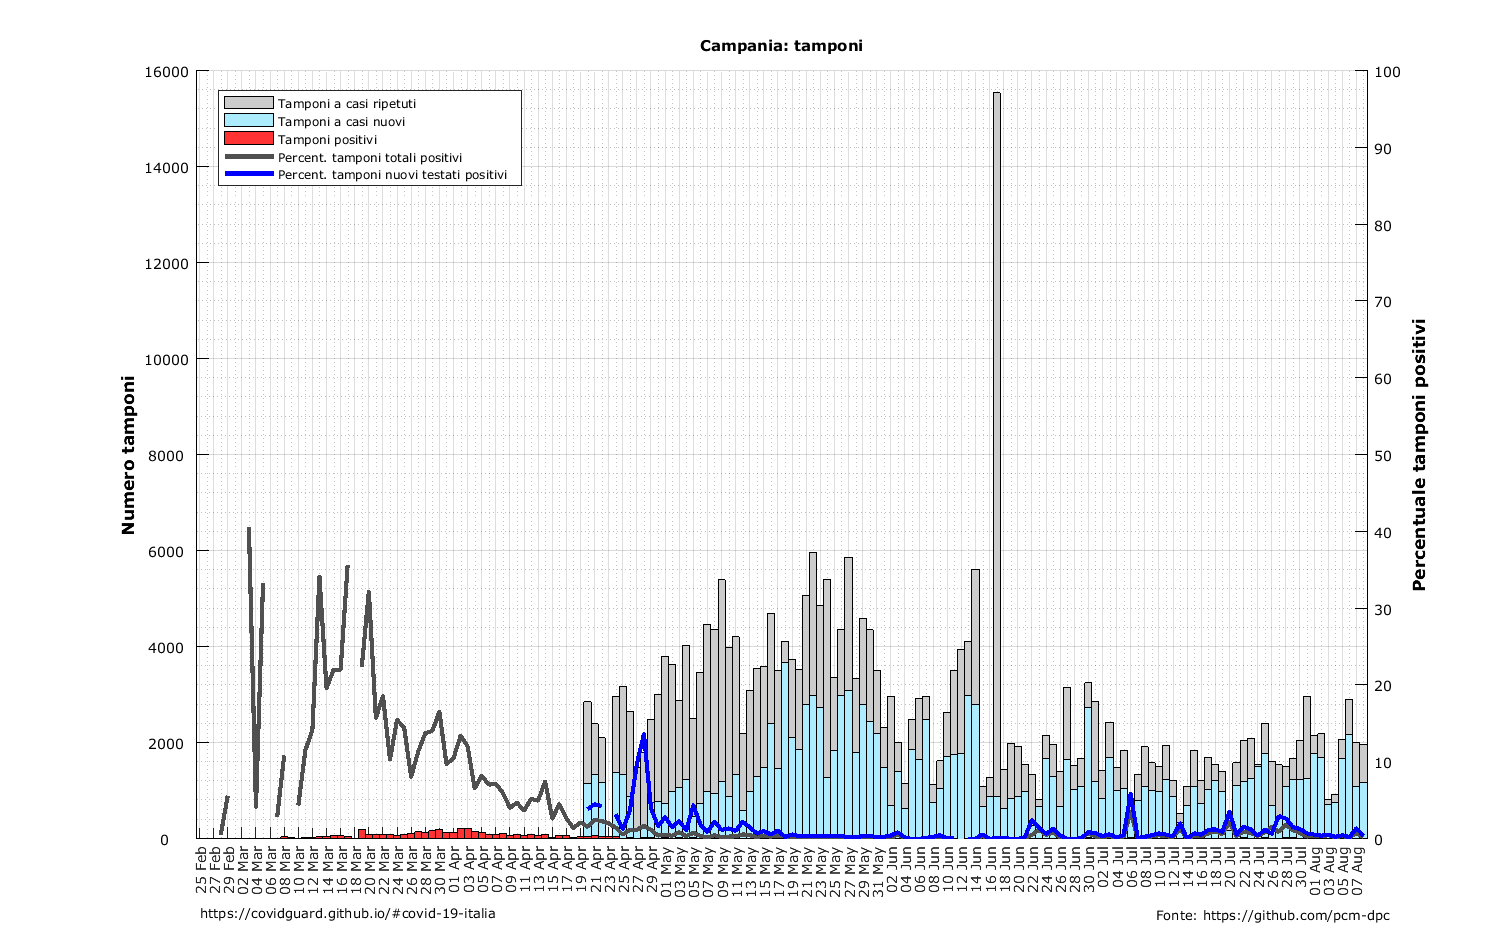 Campania: tamponi
16000
14000
12000
10000
8000
6000
4000
2000
0
100
90
80
70
60
50
40
30
20
10
0
Numero tamponi
Percentuale tamponi positivi
Tamponi a casi ripetuti
Tamponi a casi nuovi
Tamponi positivi
Percent. tamponi totali positivi
Percent. tamponi nuovi testati positivi
25 Feb
27 Feb
29 Feb
02 Mar
04 Mar
06 Mar
08 Mar
10 Mar
12 Mar
14 Mar
16 Mar
18 Mar
20 Mar
22 Mar
24 Mar
26 Mar
28 Mar
30 Mar
01 Apr
03 Apr
05 Apr
07 Apr
09 Apr
11 Apr
13 Apr
15 Apr
17 Apr
19 Apr
21 Apr
23 Apr
25 Apr
27 Apr
29 Apr
01 May
03 May
05 May
07 May
09 May
11 May
13 May
15 May
17 May
19 May
21 May
23 May
25 May
27 May
29 May
31 May
02 Jun
04 Jun
06 Jun
08 Jun
10 Jun
12 Jun
14 Jun
16 Jun
18 Jun
20 Jun
22 Jun
24 Jun
26 Jun
28 Jun
30 Jun
02 Jul
04 Jul
06 Jul
08 Jul
10 Jul
12 Jul
14 Jul
16 Jul
18 Jul
20 Jul
22 Jul
24 Jul
26 Jul
28 Jul
30 Jul
01 Aug
03 Aug
05 Aug
07 Aug
https://covidguard.github.io/#covid-19-italia
Fonte: https://github.com/pcm-dpc